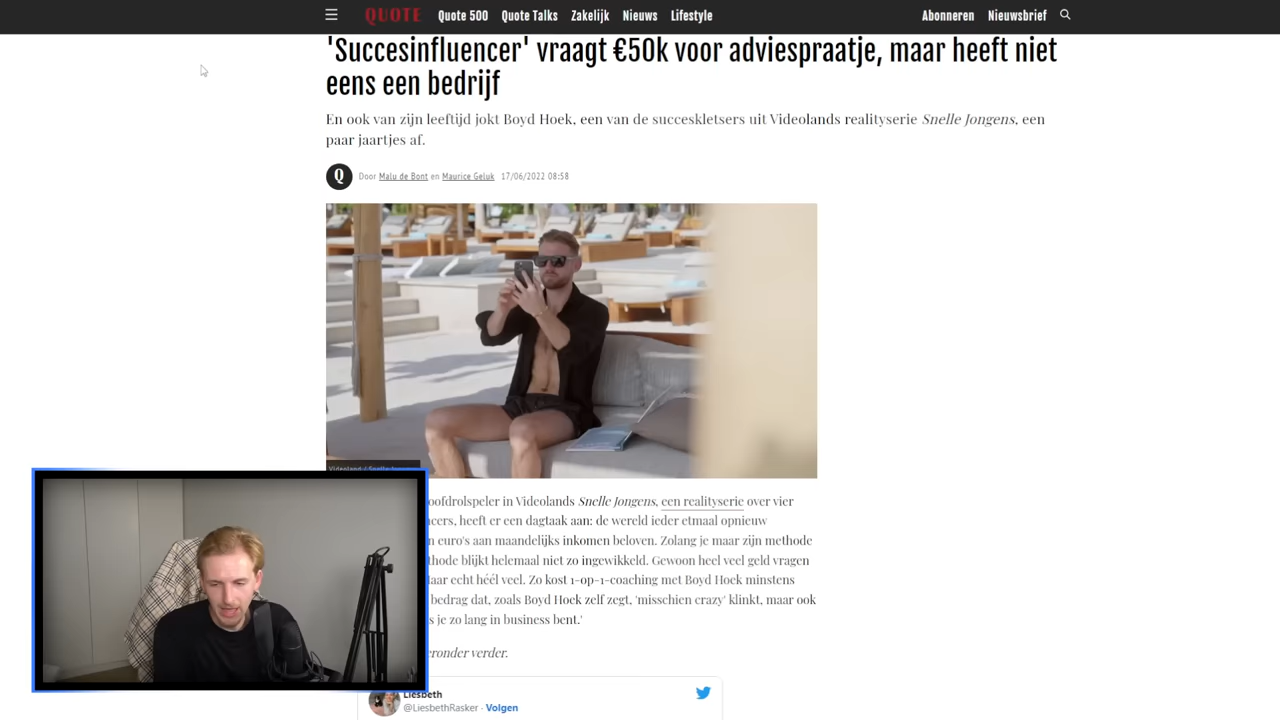 QUOTE Quote 500 Quote Talks Zakelijk Nieuws Lifestyle Abonneren Nieuwsbrief
'Succesinfluencer' vraagt €50k voor adviespraatje, maar heeft niet
eens een bedrijf
En ook van zijn leeftijd jokt Boyd Hoek, een van de succeskletsers uit Videolands realityserie Snelle Jongens, een
paar jaartjes af.
Q Door Malu de Bont en Maurice Geluk 17/06/2022 08:58
Videoland / Snelle
oofdrolspeler in Videolands Snelle Jongens, een realityserie over vier
ncers, heeft er een dagtaak aan: de wereld ieder etmaal opnieuw
n euro's aan maandelijks inkomen beloven. Zolang je maar zijn methode
thode blijkt helemaal niet zo ingewikkeld. Gewoon heel veel geld vragen
aar echt héél veel. Zo kost 1-op-1-coaching met Boyd Hoek minstens
bedrag dat, zoals Boyd Hoek zelf zegt, 'misschien crazy' klinkt, maar ook
s je zo lang in business bent.'
ronder verder.
Liesbeth
@LiesbethRasker · Volgen